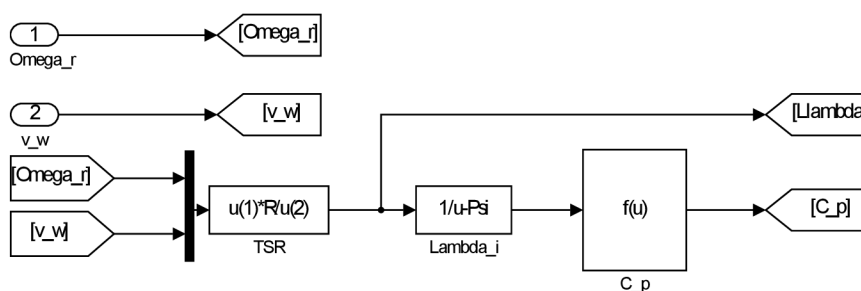 1
[Omega_r]
Omega_r
2
[v_w]
v_w
[Llambda
[Omega_r]
[v_w]
u(1)*R/u(2)
TSR
1/u-Psi
Lambda_i
f(u)
C_p
[C_p]